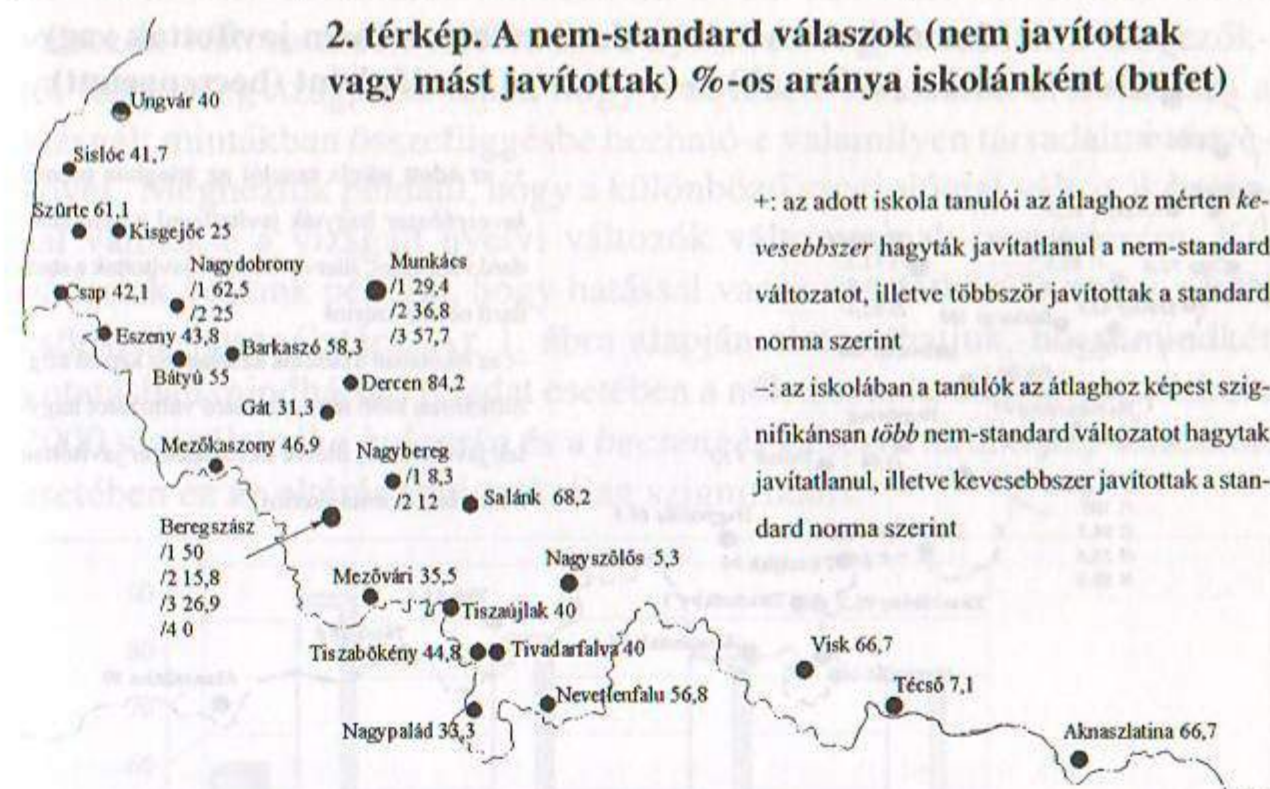 2. térkép. A nem-standard válaszok (nem javítottak
vagy mást javítottak) %-os aránya iskolánként (bufet)
Ungvár 40
Sislóc 41,7
Szürte 61,1
Kisgejőc 25
Nagydobrony
/1 62,5
/2 25
Munkács
/1 29,4
/2 36,8
/3 57,7
Csap 42,1
Eszeny 43,8
Barkaszó 58,3
Bátyú 55
Dercen 84,2
Gát 31,3
Mezőkaszony 46,9
Nagybereg
/1 8,3
/2 12
Salánk 68,2
Beregszász
/1 50
/2 15,8
/3 26,9
/4 0
Mezővári 35,5
Nagyszőlős 5,3
Tiszaújlak 40
Tiszabökény 44,8
Tivadarfalva 40
Nevetlenfalu 56,8
Nagypalád 33,3
Visk 66,7
Técső 7,1
Aknaszlatina 66,7
+: az adott iskola tanulói az átlaghoz mérten ke-
vesebbszer hagyták javítatlanul a nem-standard
változatot, illetve többször javítottak a standard
norma szerint
-: az iskolában a tanulók az átlaghoz képest szig-
nifikánsan több nem-standard változatot hagytak
javítatlanul, illetve kevesebbszer javítottak a stan-
dard norma szerint